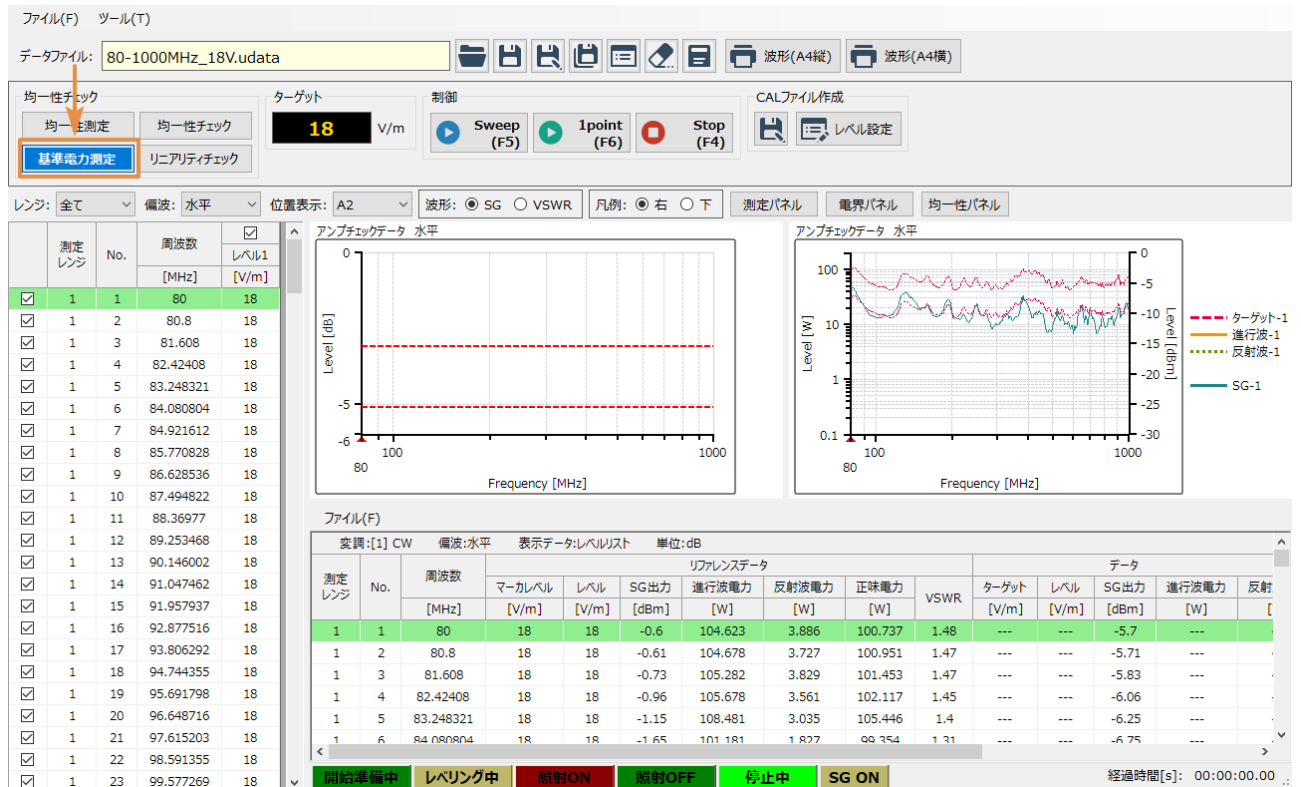 ファイル(F) ツール(T)
データファイル: 80-1000MHz_18V.udata 波形(A4縦) 波形(A4横)
均一性チェック ターゲット 制御 CALファイル作成
均一性測定 均一性チェック 18 V/m Sweep (F5) 1point (F6) Stop (F4) レベル設定
基準電力測定 リニアリティチェック
レンジ: 全て 偏波: 水平 位置表示: A2 波形: SG VSWR 凡例: 右 下 測定パネル 電界パネル 均一性パネル
測定レンジ No. 周波数 レベル1
[MHz] [V/m]
1 1 80 18
1 2 80.8 18
1 3 81.608 18
1 4 82.42408 18
1 5 83.248321 18
1 6 84.080804 18
1 7 84.921612 18
1 8 85.770828 18
1 9 86.628536 18
1 10 87.494822 18
1 11 88.36977 18
1 12 89.253468 18
1 13 90.146002 18
1 14 91.047462 18
1 15 91.957937 18
1 16 92.877516 18
1 17 93.806292 18
1 18 94.744355 18
1 19 95.691798 18
1 20 96.648716 18
1 21 97.615203 18
1 22 98.591355 18
1 23 99.577269 18
アンプチェックデータ 水平
0
-5
-6
Level [dB]
100 1000
80
Frequency [MHz]
アンプチェックデータ 水平
100
10
1
0.1
Level [W]
0
-5
-10
-15
-20
-25
-30
Level [dBm]
100 1000
80
Frequency [MHz]
ターゲット-1
進行波-1
反射波-1
SG-1
ファイル(F)
変調:[1] CW 偏波:水平 表示データ:レベルリスト 単位:dB
リファレンスデータ データ
測定レンジ No. 周波数 マーカレベル レベル SG出力 進行波電力 反射波電力 正味電力 VSWR ターゲット レベル SG出力 進行波電力 反射
[MHz] [V/m] [V/m] [dBm] [W] [W] [W] [V/m] [V/m] [dBm] [W] [
1 1 80 18 18 -0.6 104.623 3.886 100.737 1.48 --- --- -5.7 ---
1 2 80.8 18 18 -0.61 104.678 3.727 100.951 1.47 --- --- -5.71 ---
1 3 81.608 18 18 -0.73 105.282 3.829 101.453 1.47 --- --- -5.83 ---
1 4 82.42408 18 18 -0.96 105.678 3.561 102.117 1.45 --- --- -6.06 ---
1 5 83.248321 18 18 -1.15 108.481 3.035 105.446 1.4 --- --- -6.25 ---
1 6 84.080804 18 18 -1.65 101.181 1.827 99.354 1.31 --- --- -6.75 ---
開始準備中 レベリング中 照射ON 照射OFF 停止中 SG ON 経過時間[s]: 00:00:00.00